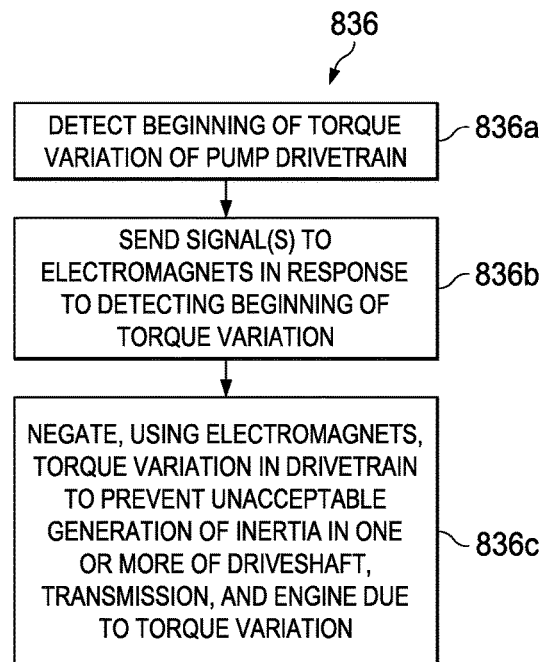 836
DETECT BEGINNING OF TORQUE
VARIATION OF PUMP DRIVETRAIN
836a
SEND SIGNAL(S) TO
ELECTROMAGNETS IN RESPONSE
TO DETECTING BEGINNING OF
TORQUE VARIATION
836b
NEGATE, USING ELECTROMAGNETS,
TORQUE VARIATION IN DRIVETRAIN
TO PREVENT UNACCEPTABLE
GENERATION OF INERTIA IN ONE
OR MORE OF DRIVESHAFT,
TRANSMISSION, AND ENGINE DUE
TO TORQUE VARIATION
836c